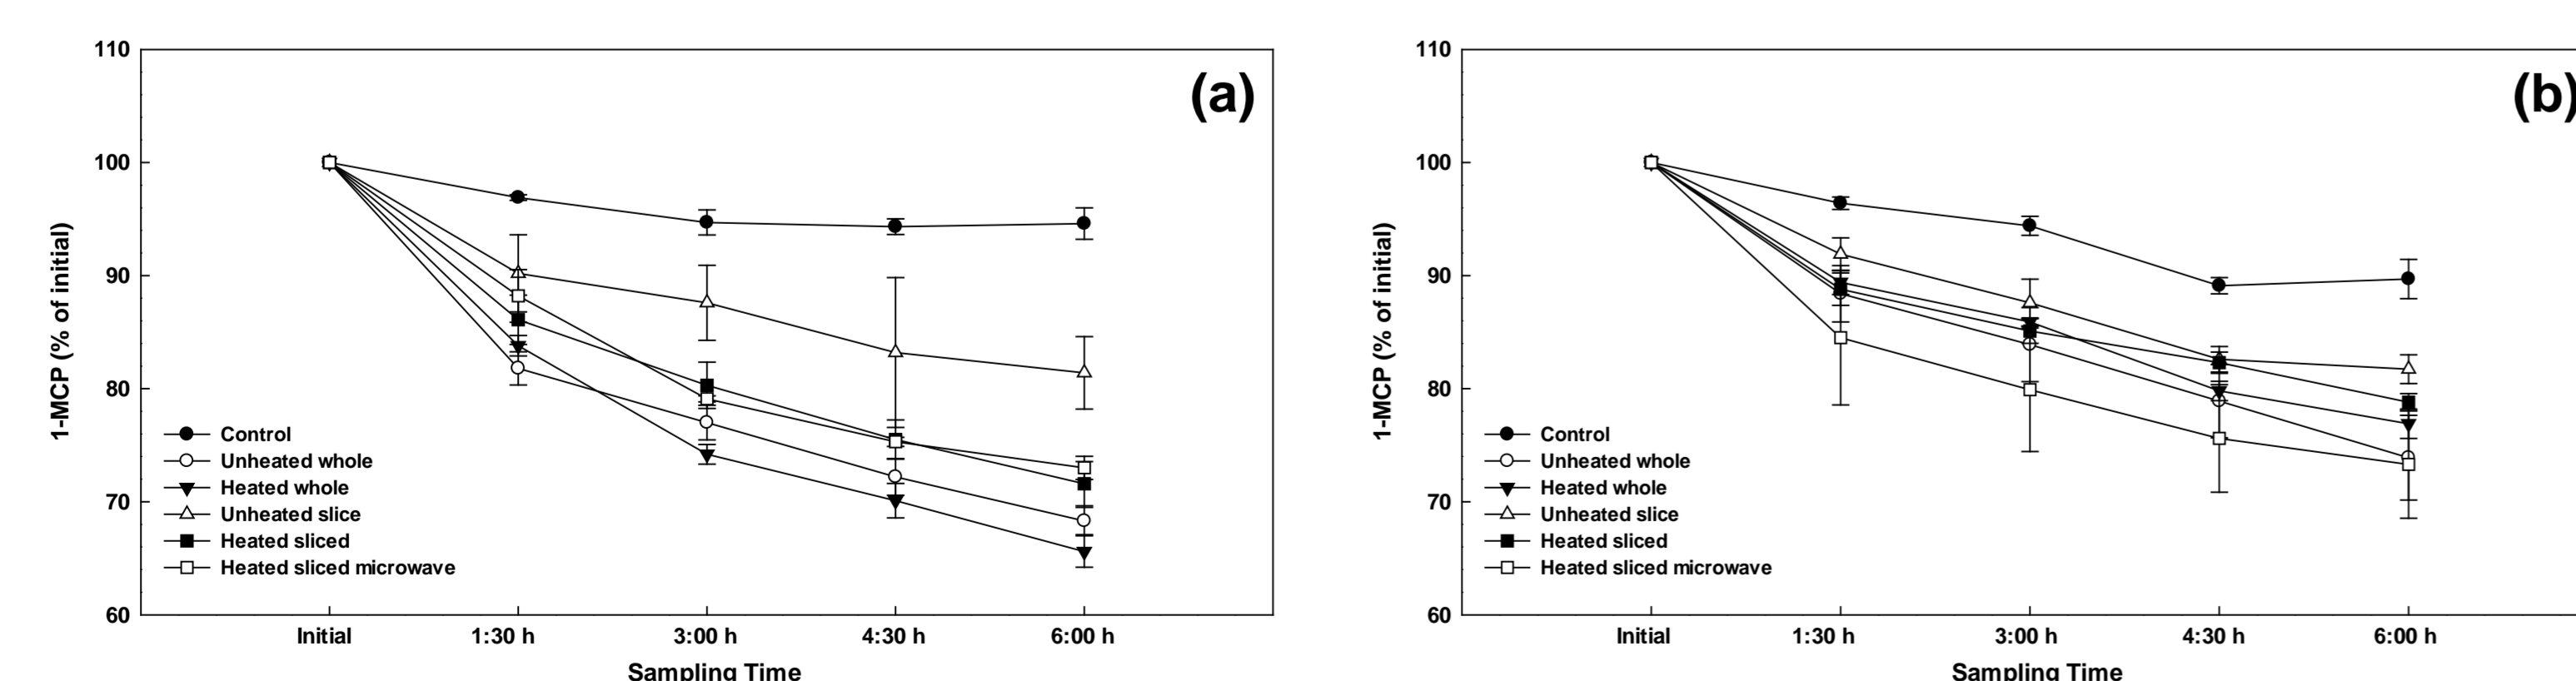 (a)
110
100
90
80
70
60
1-MCP (% of initial)
Control
Unheated whole
Heated whole
Unheated slice
Heated sliced
Heated sliced microwave
Initial 1:30 h 3:00 h 4:30 h 6:00 h
Sampling Time
(b)
110
100
90
80
70
60
1-MCP (% of initial)
Control
Unheated whole
Heated whole
Unheated slice
Heated sliced
Heated sliced microwave
Initial 1:30 h 3:00 h 4:30 h 6:00 h
Sampling Time